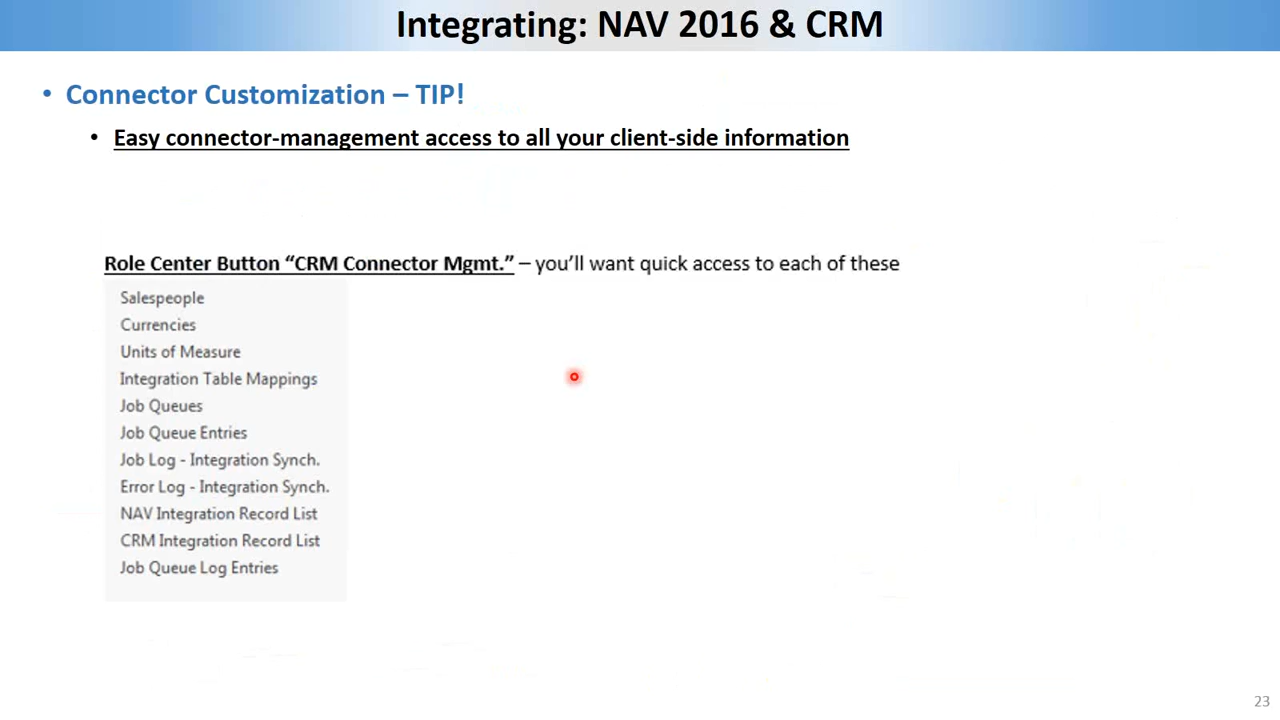 Integrating: NAV 2016 & CRM
• Connector Customization – TIP!
• Easy connector-management access to all your client-side information
Role Center Button “CRM Connector Mgmt.” – you’ll want quick access to each of these
Salespeople
Currencies
Units of Measure
Integration Table Mappings
Job Queues
Job Queue Entries
Job Log - Integration Synch.
Error Log - Integration Synch.
NAV Integration Record List
CRM Integration Record List
Job Queue Log Entries
23